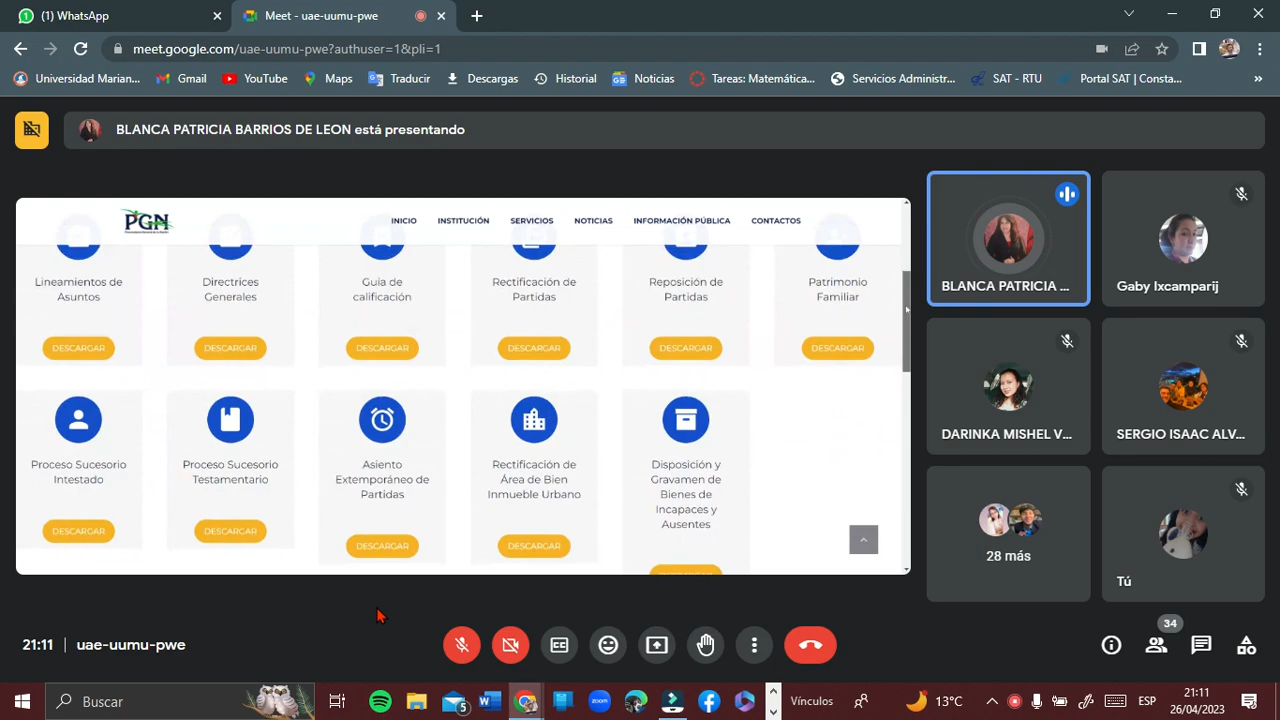 (1) WhatsApp
Meet - uae-uumu-pwe
meet.google.com/uae-uumu-pwe?authuser=1&pli=1
Universidad Marian...
Gmail
YouTube
Maps
Traducir
Descargas
Historial
Noticias
Tareas: Matemátic...
Servicios Administr...
SAT - RTU
Portal SAT | Consta...
»
BLANCA PATRICIA BARRIOS DE LEON está presentando
PGN
INICIO
INSTITUCIÓN
SERVICIOS
NOTICIAS
INFORMACIÓN PÚBLICA
CONTACTOS
Lineamientos de
Asuntos
DESCARGAR
Directrices
Generales
DESCARGAR
Guia de
calificación
DESCARGAR
Rectificación de
Partidas
DESCARGAR
Reposición de
Partidas
DESCARGAR
Patrimonio
Familiar
DESCARGAR
Proceso Sucesorio
Intestado
DESCARGAR
Proceso Sucesorio
Testamentario
DESCARGAR
Asiento
Extemporáneo de
Partidas
DESCARGAR
Rectificación de
Área de Bien
Inmueble Urbano
DESCARGAR
Disposición y
Gravamen de
Bienes de
Incapaces y
Ausentes
BLANCA PATRICIA ...
Gaby Ixcamparij
DARINKA MISHEL V...
SERGIO ISAAC ALV...
28 más
Tú
21:11 | uae-uumu-pwe
34
Buscar
5
Vínculos
13°C
ESP
21:11
26/04/2023